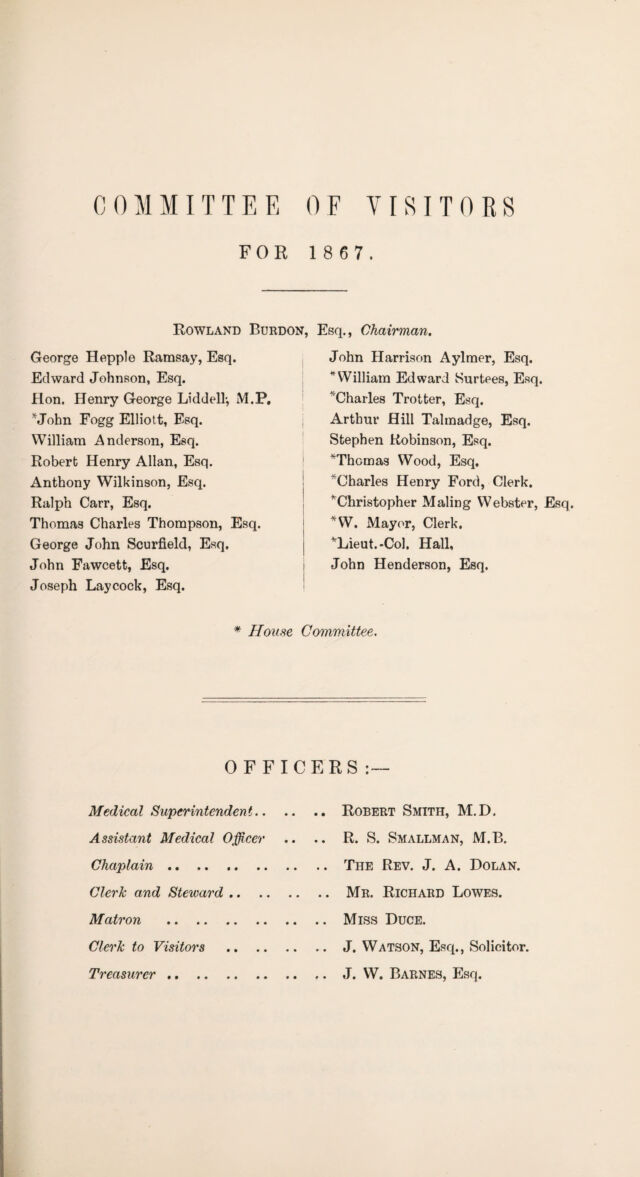 COMMITTEE OF VISITORS
FOR 1867.
ROWLAND BURDON, Esq., Chairman.
George Hepple Ramsay, Esq.
Edward Johnson, Esq.
Hon. Henry George Liddell, M.P.
*John Fogg Elliott, Esq.
William Anderson, Esq.
Robert Henry Allan, Esq.
Anthony Wilkinson, Esq.
Ralph Carr, Esq.
Thomas Charles Thompson, Esq.
George John Scurfield, Esq.
John Fawcett, Esq.
Joseph Laycock, Esq.
John Harrison Aylmer, Esq.
*William Edward Surtees, Esq.
*Charles Trotter, Esq.
Arthur Hill Talmadge, Esq.
Stephen Robinson, Esq.
*Thomas Wood, Esq.
*Charles Henry Ford, Clerk.
*Christopher Maling Webster, Esq.
*W. Mayor, Clerk.
*Lieut.-Col. Hall,
John Henderson, Esq.
* House Committee.
OFFICERS:—
Medical Superintendent.. .. .. .. ROBERT SMITH, M.D.
Assistant Medical Officer .. .. R. S. SMALLMAN, M.B.
Chaplain .. .. .. .. .. .. THE REV. J. A. DOLAN.
Clerk and Steward .. .. .. .. MR. RICHARD LOWES.
Matron .. .. .. .. .. .. MISS DUCE.
Clerk to Visitors .. .. .. .. J. WATSON, Esq., Solicitor.
Treasurer .. .. .. .. .. .. J. W. BARNES, Esq.